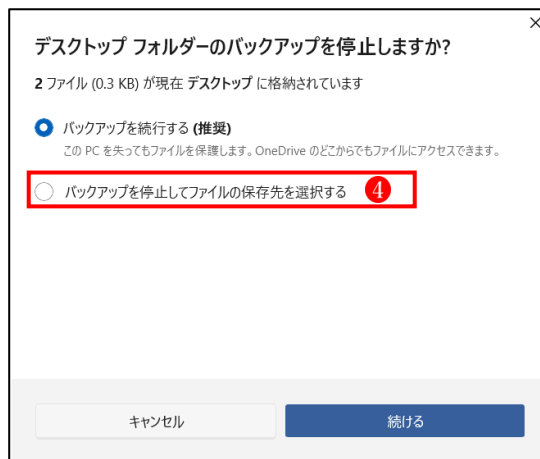 デスクトップ フォルダーのバックアップを停止しますか?
2 ファイル (0.3 KB) が現在 デスクトップ に格納されています
バックアップを続行する (推奨)
この PC を失ってもファイルを保護します。OneDrive のどこからでもファイルにアクセスできます。
バックアップを停止してファイルの保存先を選択する 4
キャンセル 続ける